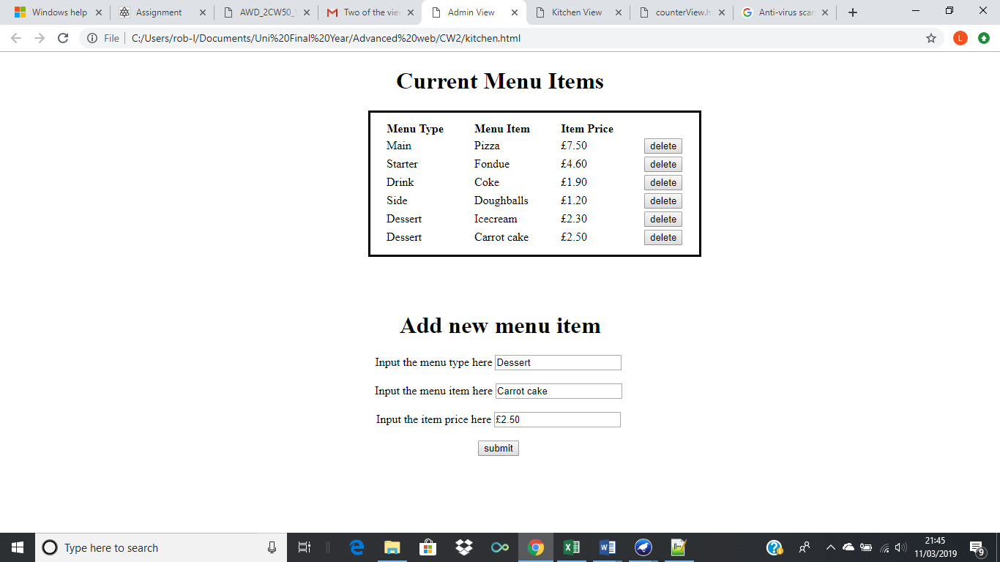 Windows help
Assignment
AWD_2CW50_
Two of the vie
Admin View
Kitchen View
counterView.h
Anti-virus scan
File
C:/Users/rob-l/Documents/Uni%20Final%20Year/Advanced%20web/CW2/kitchen.html
L
Current Menu Items
Menu Type Menu Item Item Price
Main Pizza £7.50 delete
Starter Fondue £4.60 delete
Drink Coke £1.90 delete
Side Doughballs £1.20 delete
Dessert Icecream £2.30 delete
Dessert Carrot cake £2.50 delete
Add new menu item
Input the menu type here Dessert
Input the menu item here Carrot cake
Input the item price here £2.50
submit
Type here to search
21:45
11/03/2019
9